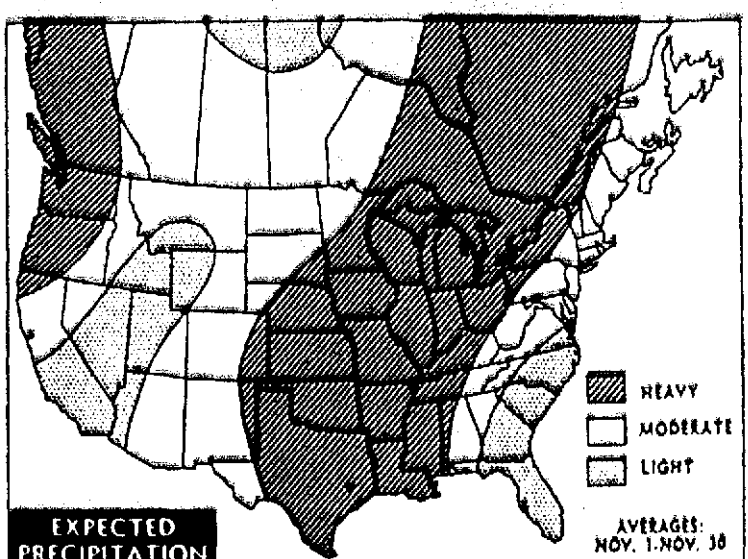 HEAVY
MODERATE
LIGHT
AVERAGES:
NOV. 1-NOV. 30
EXPECTED
PRECIPITATION